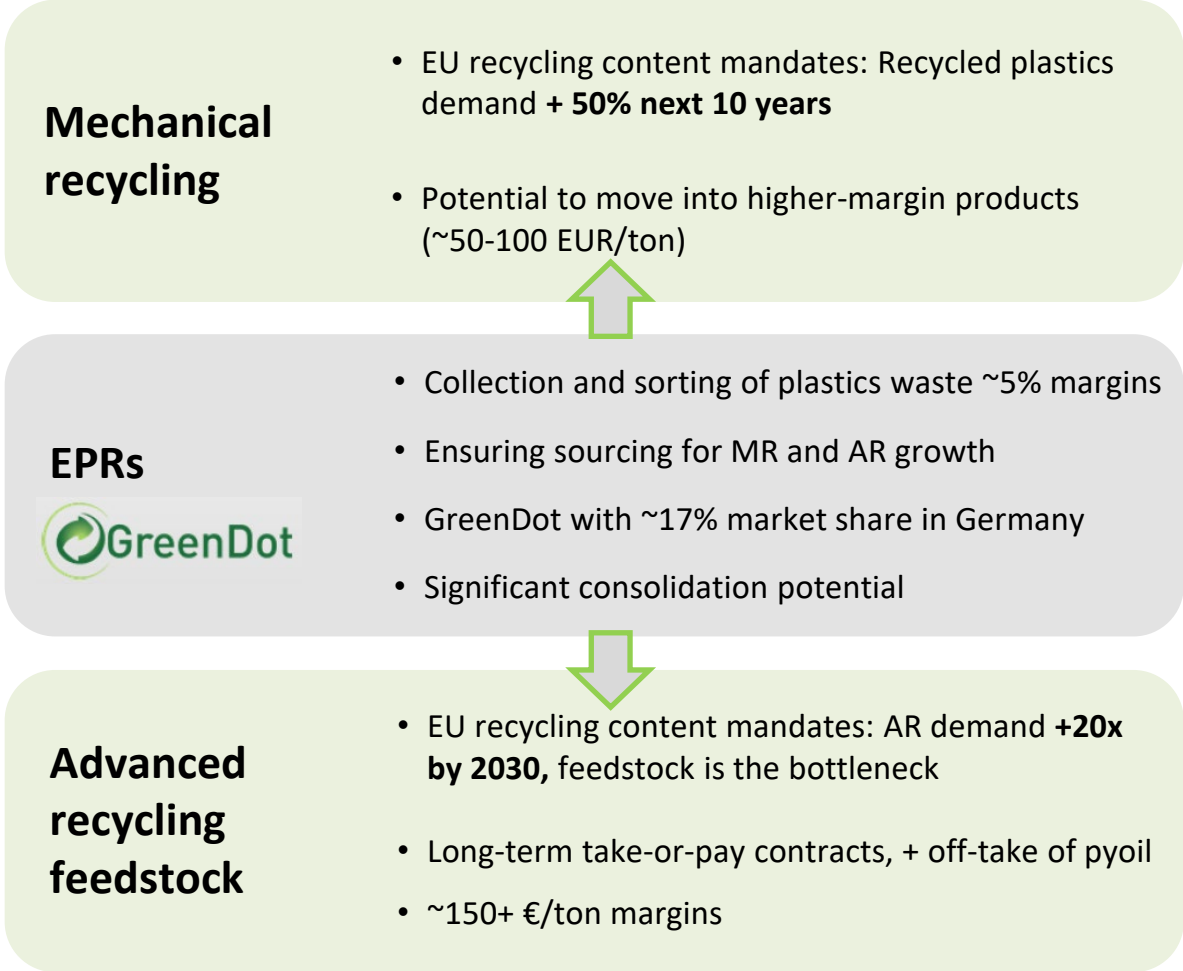 Mechanical
recycling
• EU recycling content mandates: Recycled plastics
demand + 50% next 10 years
• Potential to move into higher-margin products
(~50-100 EUR/ton)
EPRs
GreenDot
• Collection and sorting of plastics waste ~5% margins
• Ensuring sourcing for MR and AR growth
• GreenDot with ~17% market share in Germany
• Significant consolidation potential
Advanced
recycling
feedstock
• EU recycling content mandates: AR demand +20x
by 2030, feedstock is the bottleneck
• Long-term take-or-pay contracts, + off-take of pyoil
• ~150+ €/ton margins